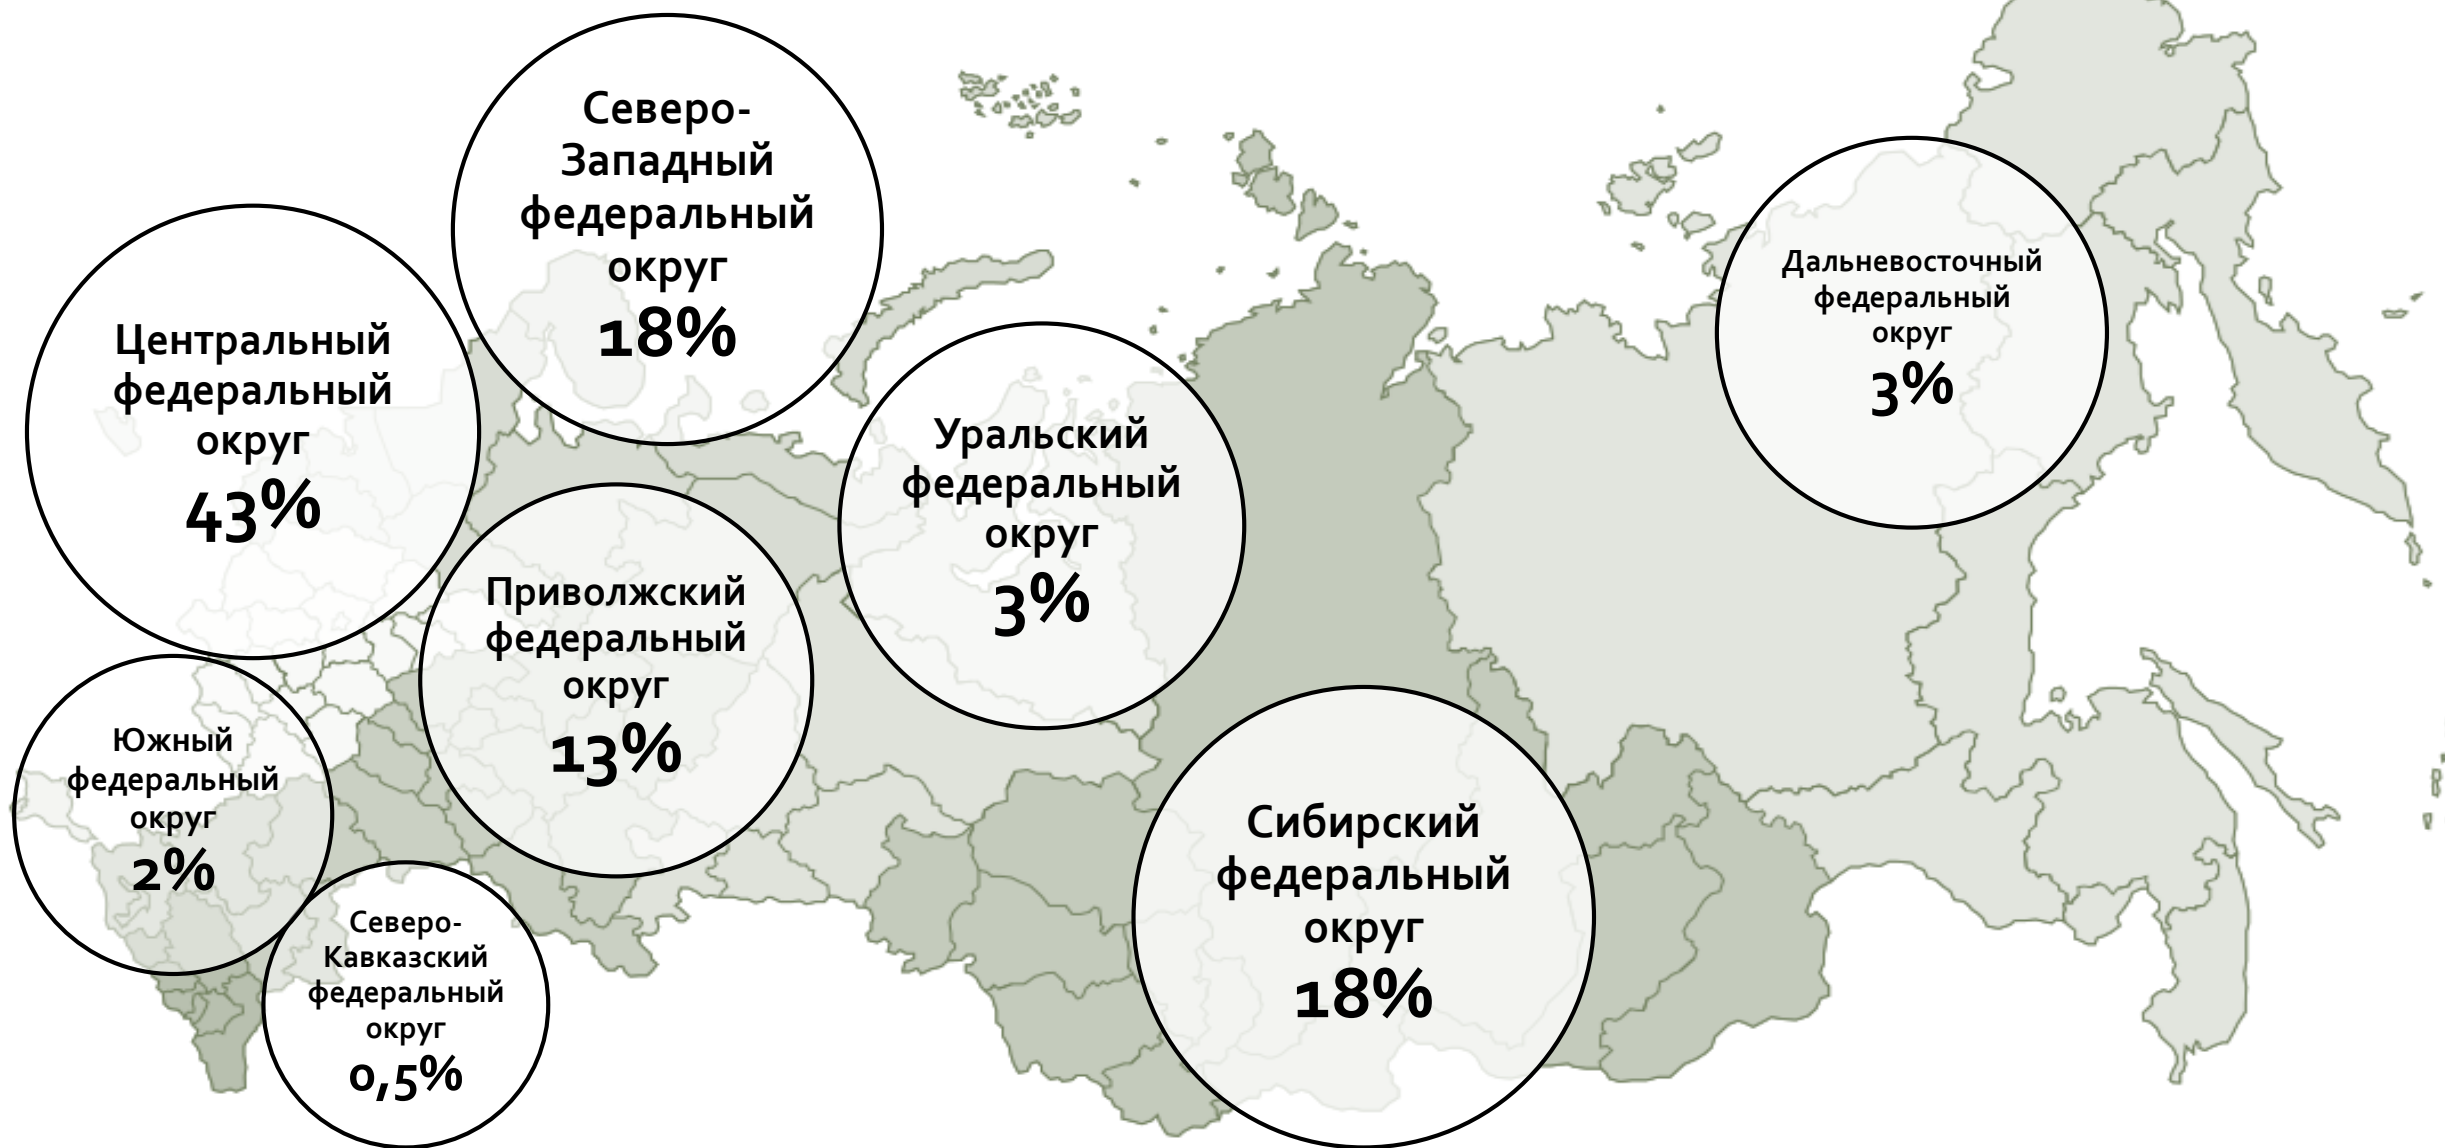 Северо-
Западный
федеральный
округ
18%
Центральный
федеральный
округ
43%
Дальневосточный
федеральный
округ
3%
Уральский
федеральный
округ
3%
Приволжский
федеральный
округ
13%
Южный
федеральный
округ
2%
Сибирский
федеральный
округ
18%
Северо-
Кавказский
федеральный
округ
0,5%